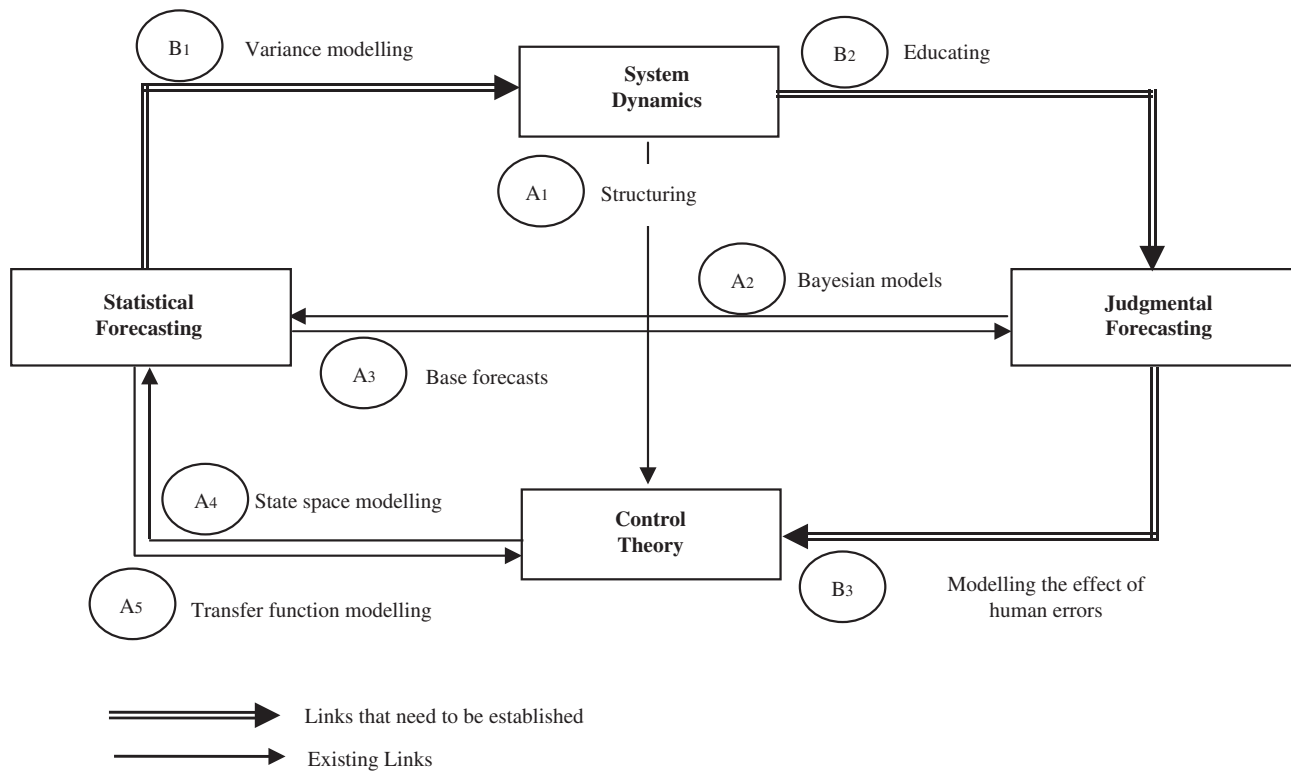 B1 Variance modelling
System
Dynamics
B2 Educating
A1 Structuring
A2 Bayesian models
Statistical
Forecasting
Judgmental
Forecasting
A3 Base forecasts
A4 State space modelling
Control
Theory
A5 Transfer function modelling
B3 Modelling the effect of
human errors
Links that need to be established
Existing Links